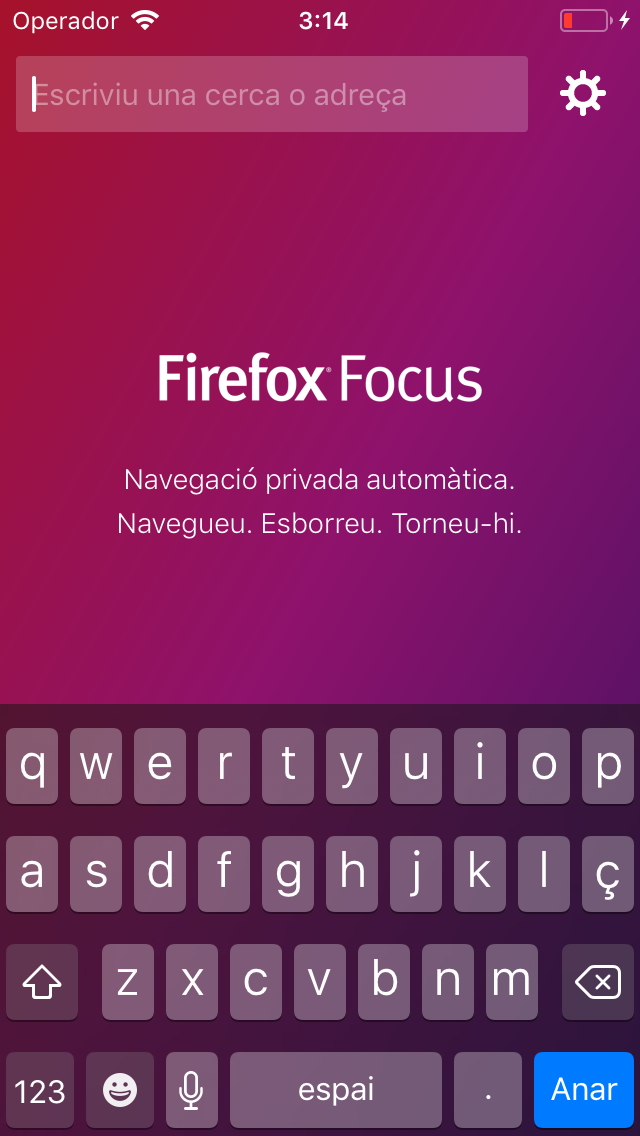 Operador 3:14
Escriviu una cerca o adreça
Firefox® Focus
Navegació privada automàtica.
Navegueu. Esborreu. Torneu-hi.
q w e r t y u i o p
a s d f g h j k l ç
z x c v b n m
123 espai . Anar